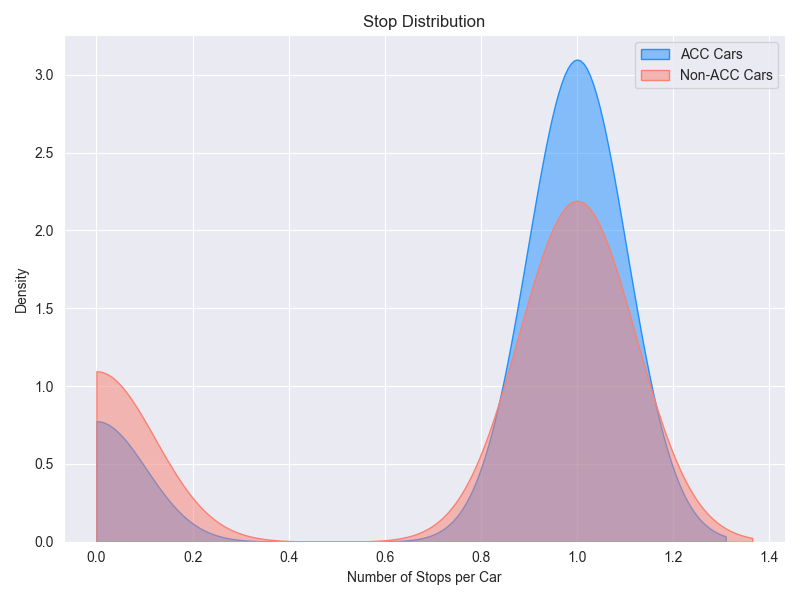 Stop Distribution
ACC Cars
Non-ACC Cars
3.0
2.5
2.0
1.5
1.0
0.5
0.0
Density
0.0 0.2 0.4 0.6 0.8 1.0 1.2 1.4
Number of Stops per Car